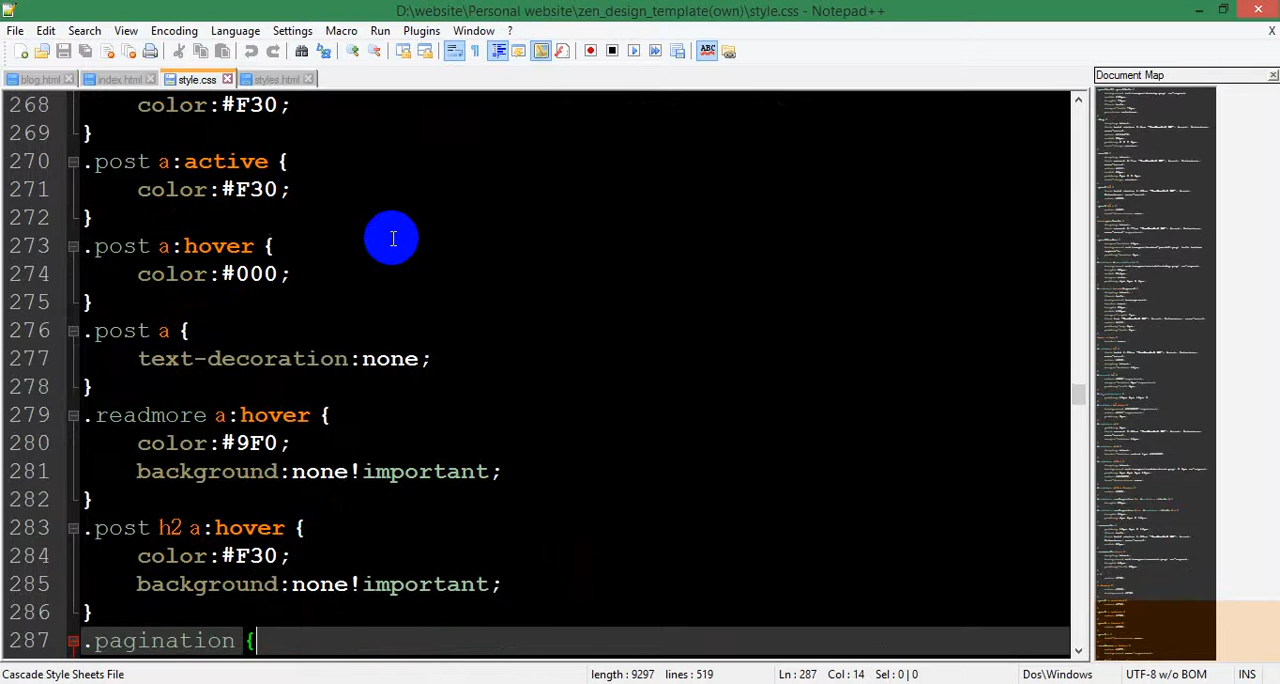 D:\website\Personal website\zen_design_template(own)\style.css - Notepad++
File Edit Search View Encoding Language Settings Macro Run Plugins Window ? X
blog.html index.html style.css styles.html
Document Map
268 color:#F30;
269 }
270 .post a:active {
271 color:#F30;
272 }
273 .post a:hover {
274 color:#000;
275 }
276 .post a {
277 text-decoration:none;
278 }
279 .readmore a:hover {
280 color:#9F0;
281 background:none!important;
282 }
283 .post h2 a:hover {
284 color:#F30;
285 background:none!important;
286 }
287 .pagination {
Cascade Style Sheets File length : 9297 lines : 519 Ln : 287 Col : 14 Sel : 0 | 0 Dos\Windows UTF-8 w/o BOM INS